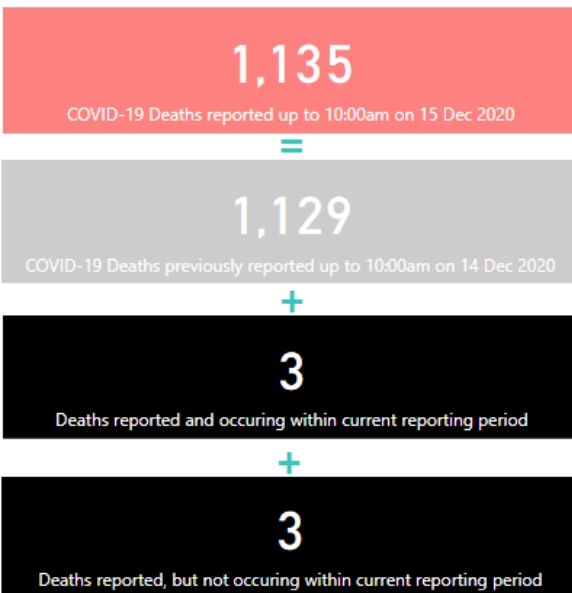 1,135
COVID-19 Deaths reported up to 10:00am on 15 Dec 2020
=
1,129
COVID-19 Deaths previously reported up to 10:00am on 14 Dec 2020
+
3
Deaths reported and occuring within current reporting period
+
3
Deaths reported, but not occuring within current reporting period